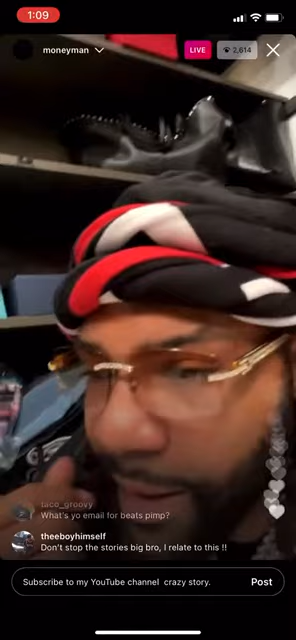 1:09
moneyman
LIVE
2,614
taco_groovy
What's yo email for beats pimp?
theeboyhimself
Don't stop the stories big bro, I relate to this !!
Subscribe to my YouTube channel  crazy story.
Post